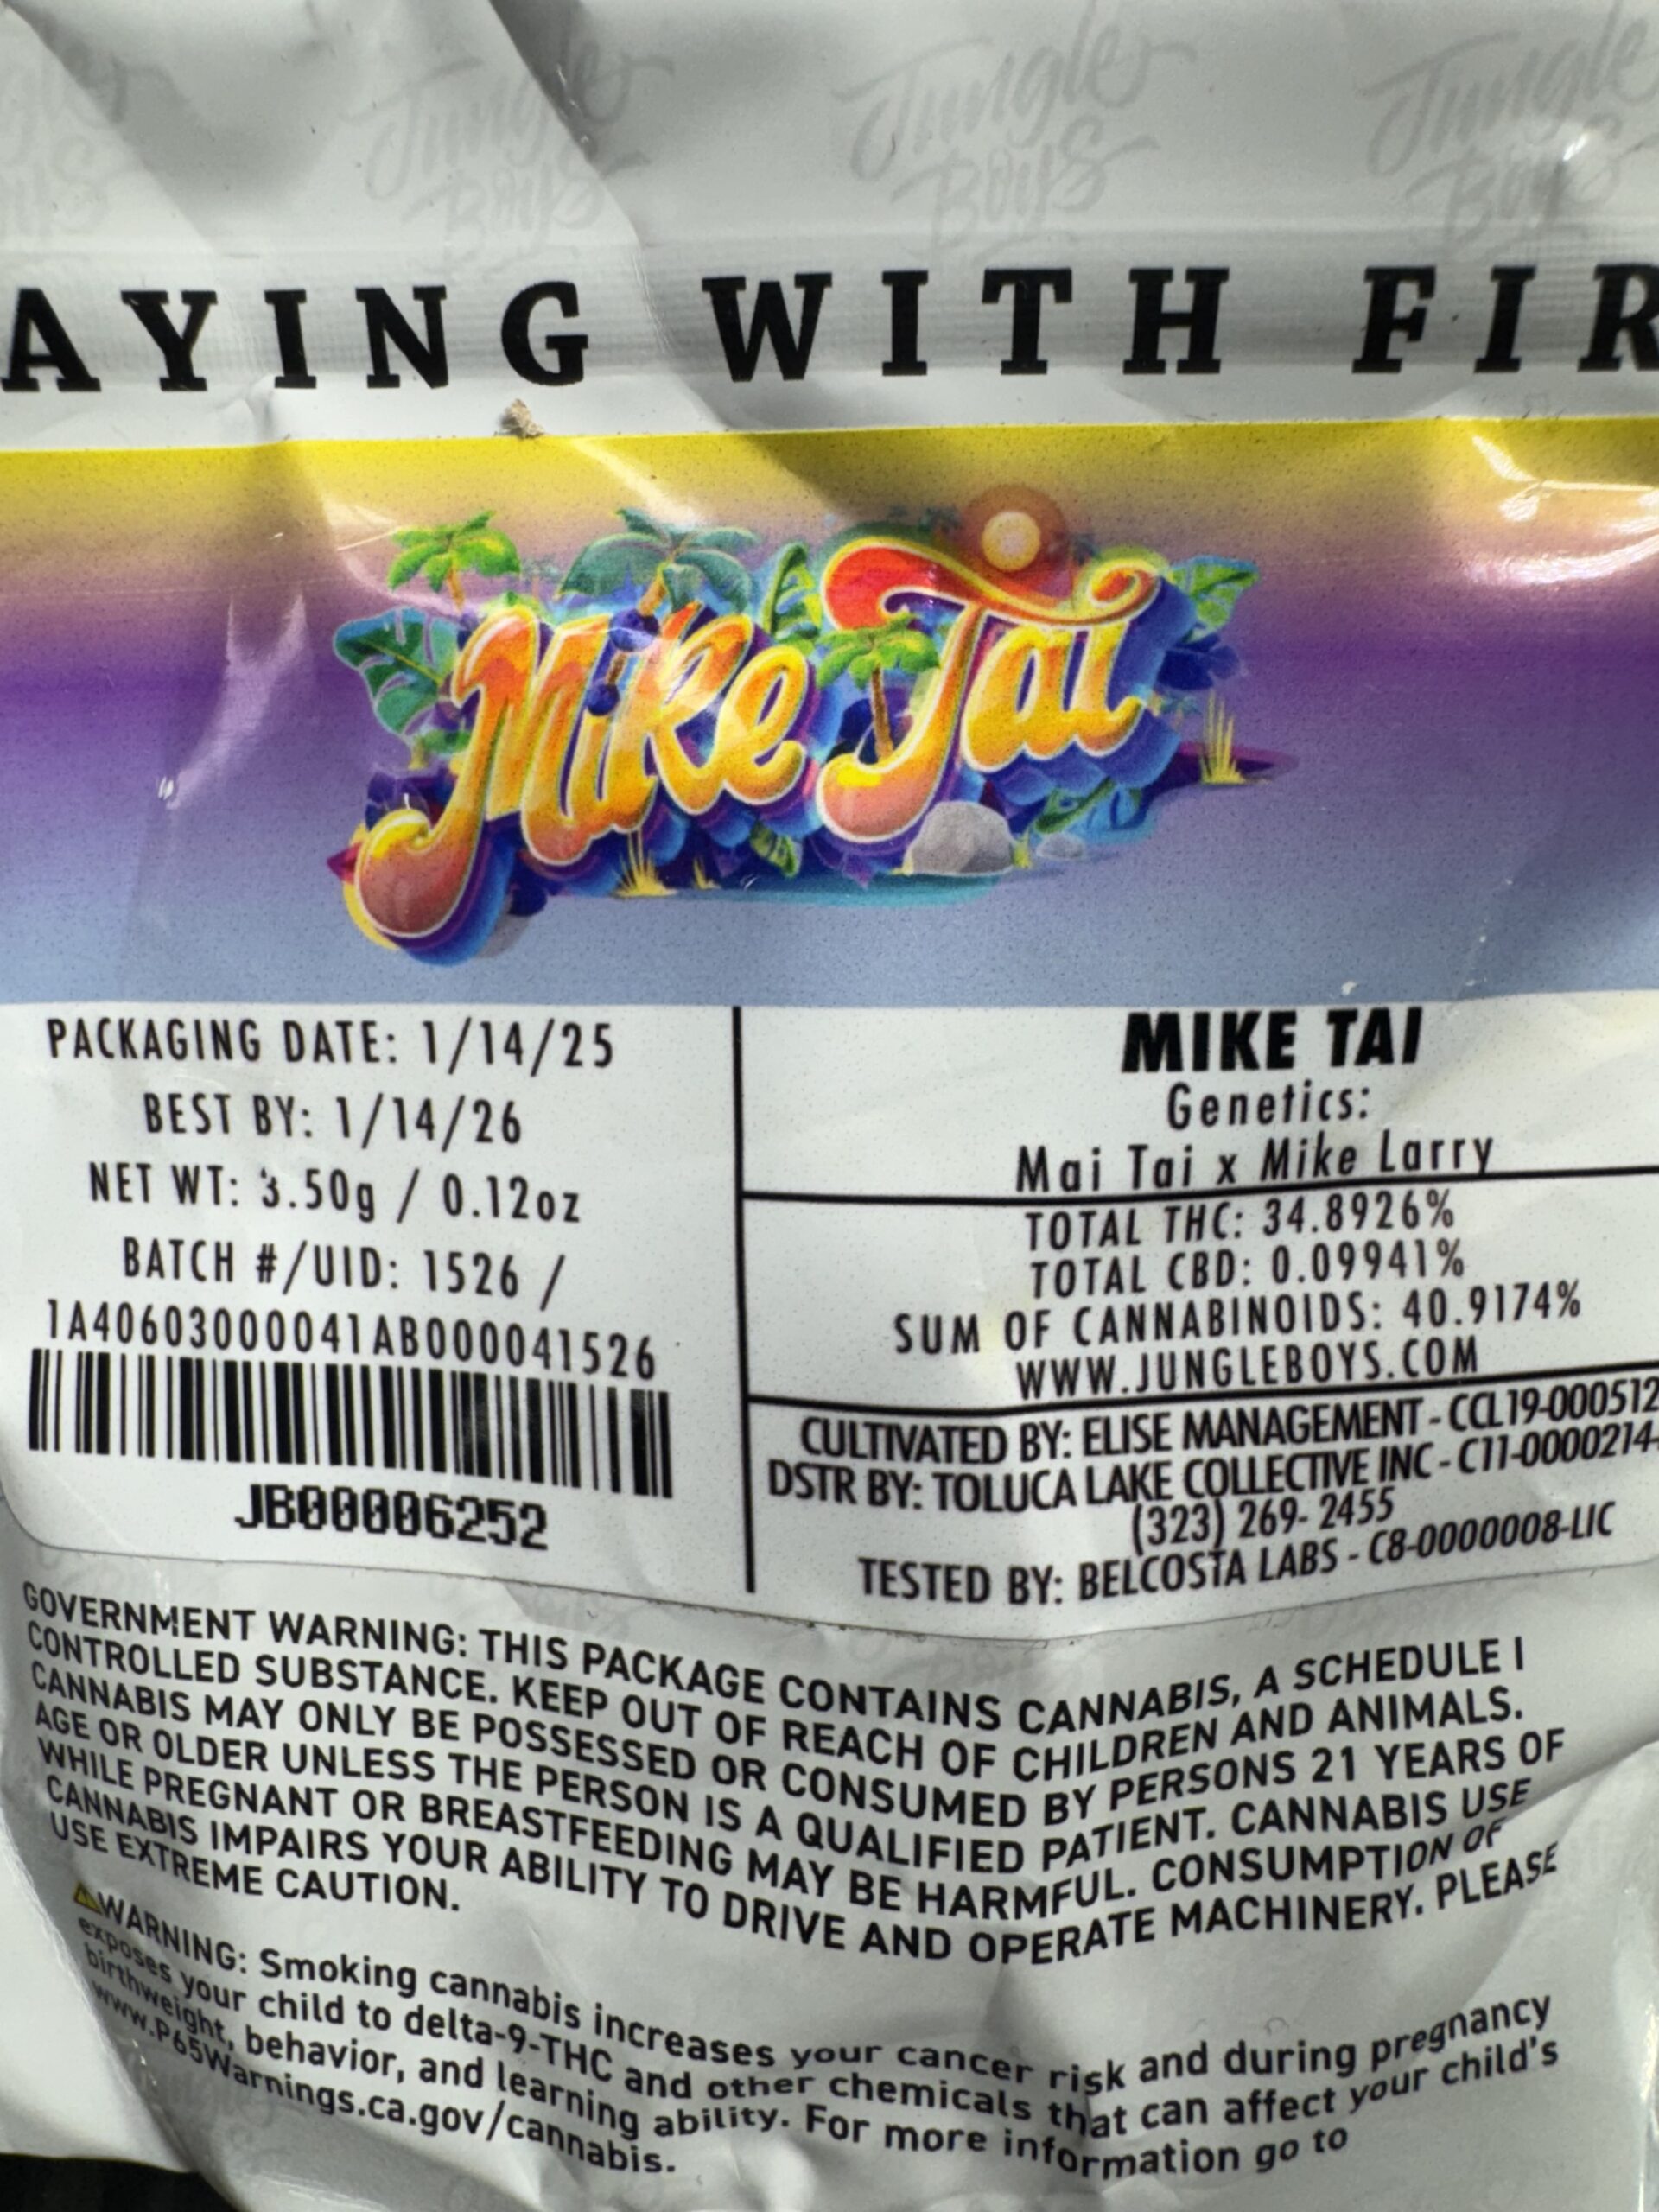 Jungle Boys
Jungle Boys
Jungle Boys
AYING WITH FIR
Mike Tai
PACKAGING DATE: 1/14/25
BEST BY: 1/14/26
NET WT: 3.50g / 0.12oz
BATCH #/UID: 1526 /
1A40603000041AB000041526
JB00006252
MIKE TAI
Genetics:
Mai Tai x Mike Larry
TOTAL THC: 34.8926%
TOTAL CBD: 0.09941%
SUM OF CANNABINOIDS: 40.9174%
WWW.JUNGLEBOYS.COM
CULTIVATED BY: ELISE MANAGEMENT - CCL19-000512
DSTR BY: TOLUCA LAKE COLLECTIVE INC - C11-0000214-
(323) 269- 2455
TESTED BY: BELCOSTA LABS - C8-0000008-LIC
GOVERNMENT WARNING: THIS PACKAGE CONTAINS CANNABIS, A SCHEDULE I
CONTROLLED SUBSTANCE. KEEP OUT OF REACH OF CHILDREN AND ANIMALS.
CANNABIS MAY ONLY BE POSSESSED OR CONSUMED BY PERSONS 21 YEARS OF
AGE OR OLDER UNLESS THE PERSON IS A QUALIFIED PATIENT. CANNABIS USE
WHILE PREGNANT OR BREASTFEEDING MAY BE HARMFUL. CONSUMPTION OF
CANNABIS IMPAIRS YOUR ABILITY TO DRIVE AND OPERATE MACHINERY. PLEASE
USE EXTREME CAUTION.
WARNING: Smoking cannabis increases your cancer risk and during pregnancy
exposes your child to delta-9-THC and other chemicals that can affect your child's
birthweight, behavior, and learning ability. For more information go to
www.P65Warnings.ca.gov/cannabis.